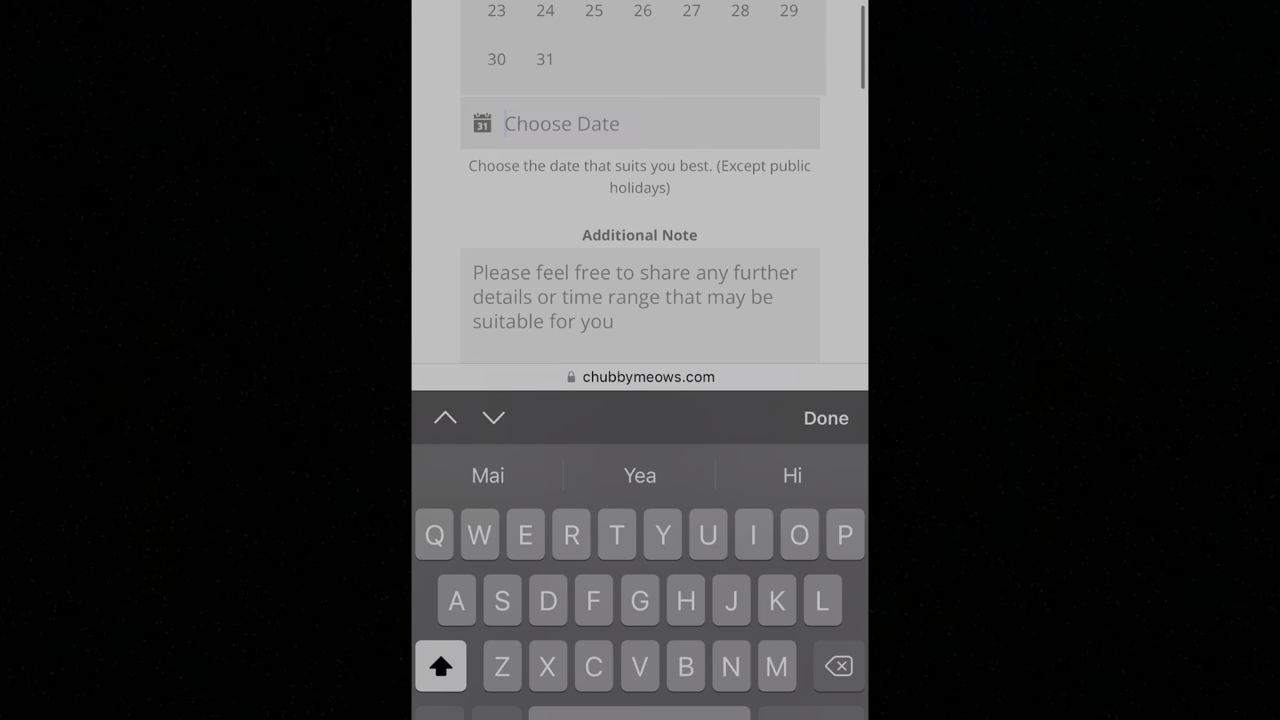 23 24 25 26 27 28 29
30 31
31 Choose Date
Choose the date that suits you best. (Except public
holidays)
Additional Note
Please feel free to share any further
details or time range that may be
suitable for you
chubbymeows.com
Done
Mai Yea Hi
Q W E R T Y U I O P
A S D F G H J K L
Z X C V B N M